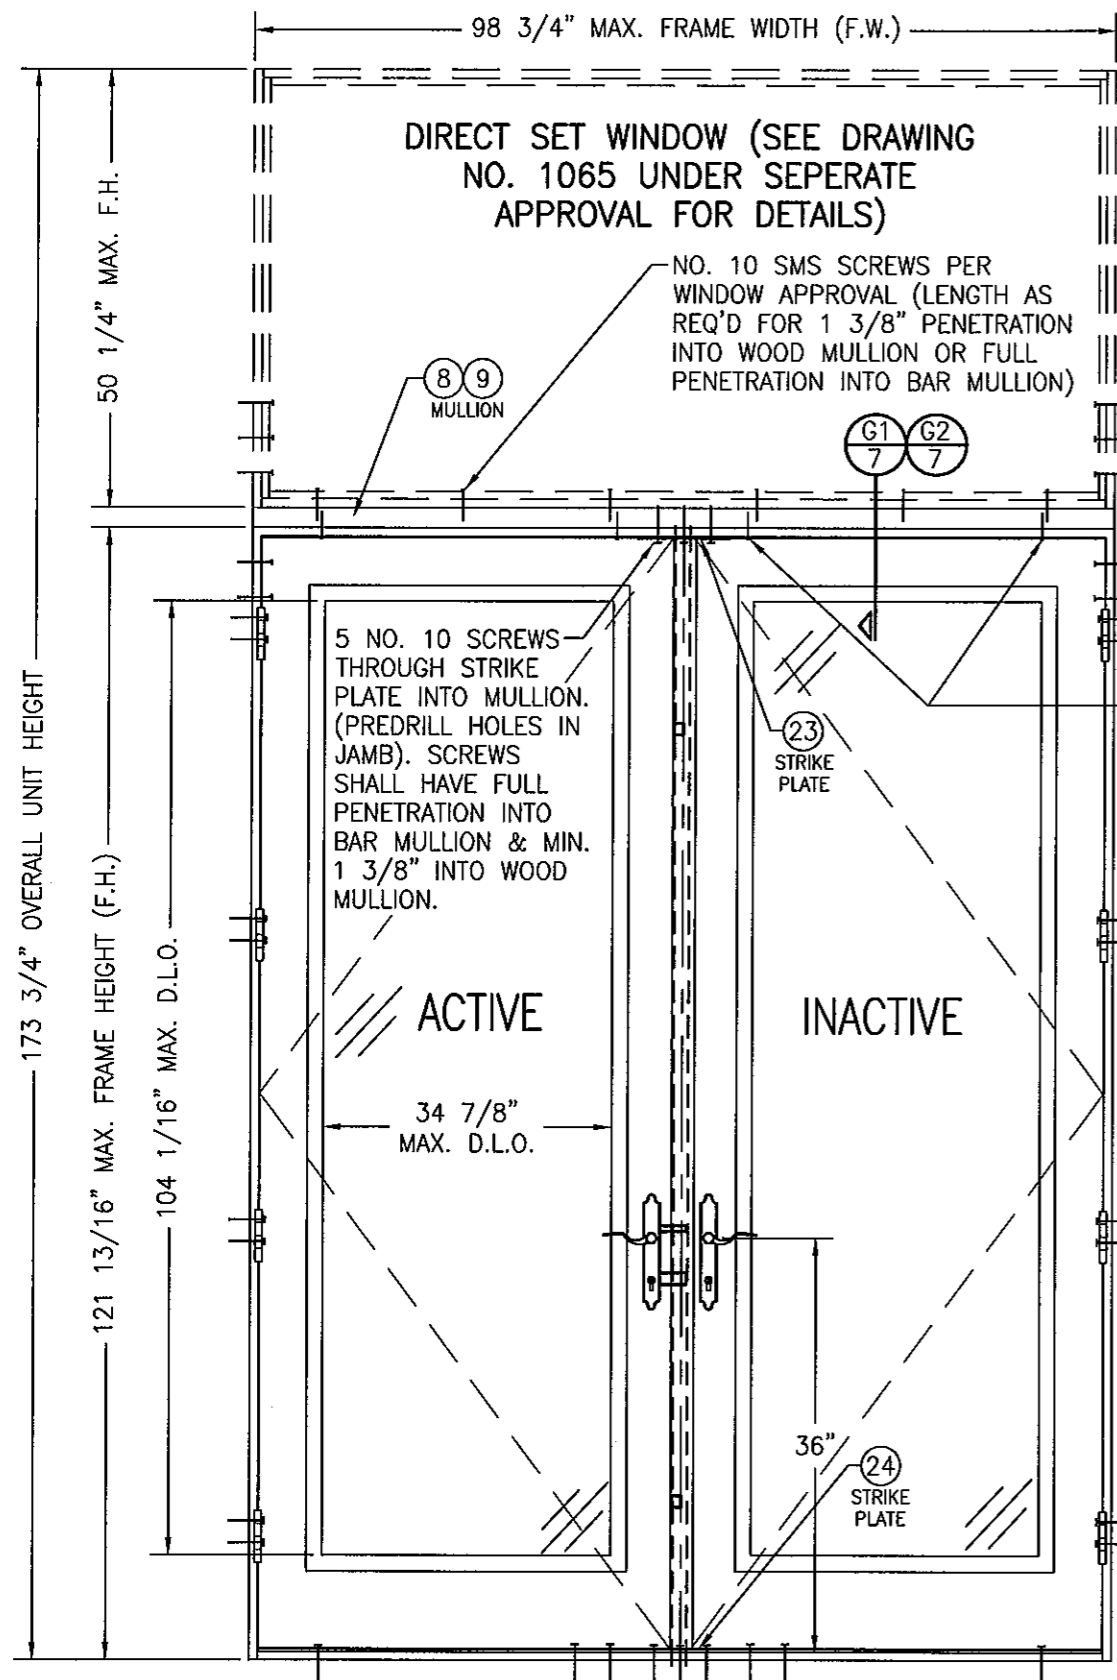 98 3/4" MAX. FRAME WIDTH (F.W.)
DIRECT SET WINDOW (SEE DRAWING
NO. 1065 UNDER SEPERATE
APPROVAL FOR DETAILS)
NO. 10 SMS SCREWS PER
WINDOW APPROVAL (LENGTH AS
REQ'D FOR 1 3/8" PENETRATION
INTO WOOD MULLION OR FULL
PENETRATION INTO BAR MULLION)
50 1/4" MAX. F.H.
8 9
MULLION
G1 G2
7 7
5 NO. 10 SCREWS
THROUGH STRIKE
PLATE INTO MULLION.
(PREDRILL HOLES IN
JAMB). SCREWS
SHALL HAVE FULL
PENETRATION INTO
BAR MULLION & MIN.
1 3/8" INTO WOOD
MULLION.
23
STRIKE
PLATE
173 3/4" OVERALL UNIT HEIGHT
121 13/16" MAX. FRAME HEIGHT (F.H.)
104 1/16" MAX. D.L.O.
ACTIVE
INACTIVE
34 7/8"
MAX. D.L.O.
36"
24
STRIKE
PLATE